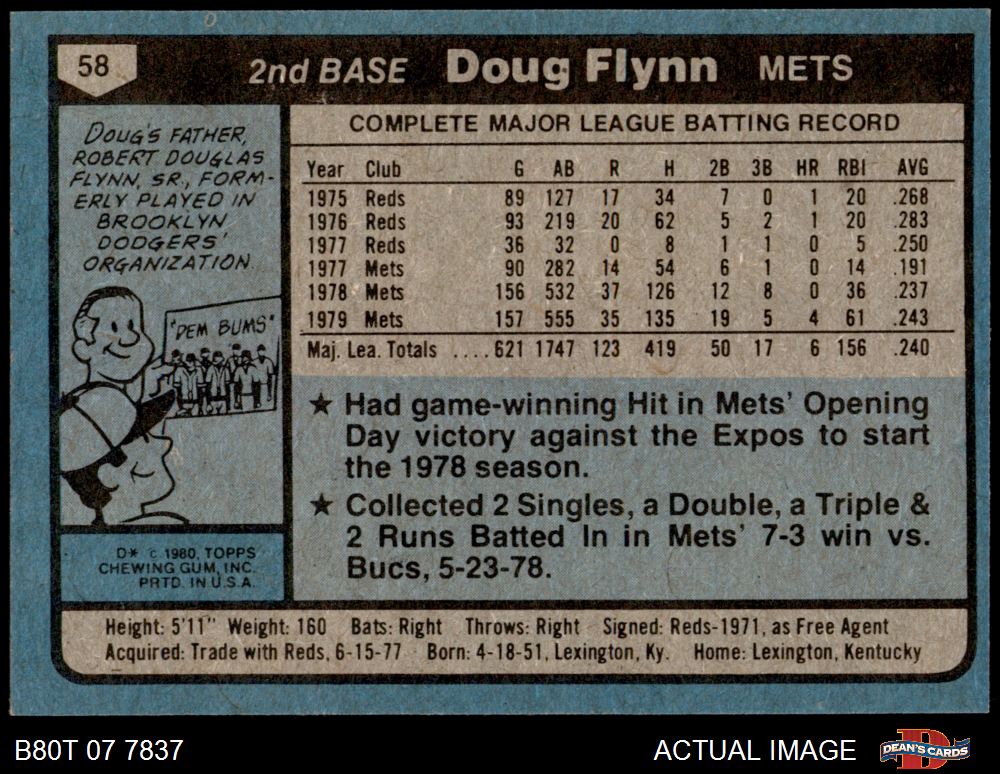 58
2nd BASE Doug Flynn METS
DOUG'S FATHER,
ROBERT DOUGLAS
FLYNN, SR., FORM-
ERLY PLAYED IN
BROOKLYN
DODGERS'
ORGANIZATION.
"DEM BUMS"
D* © 1980, TOPPS
CHEWING GUM, INC.
PRTD. IN U.S.A.
COMPLETE MAJOR LEAGUE BATTING RECORD
Year Club G AB R H 2B 3B HR RBI AVG
1975 Reds 89 127 17 34 7 0 1 20 .268
1976 Reds 93 219 20 62 5 2 1 20 .283
1977 Reds 36 32 0 8 1 1 0 5 .250
1977 Mets 90 282 14 54 6 1 0 14 .191
1978 Mets 156 532 37 126 12 8 0 36 .237
1979 Mets 157 555 35 135 19 5 4 61 .243
Maj. Lea. Totals ....621 1747 123 419 50 17 6 156 .240
★ Had game-winning Hit in Mets' Opening
Day victory against the Expos to start
the 1978 season.
★ Collected 2 Singles, a Double, a Triple &
2 Runs Batted In in Mets' 7-3 win vs.
Bucs, 5-23-78.
Height: 5'11" Weight: 160 Bats: Right Throws: Right Signed: Reds-1971, as Free Agent
Acquired: Trade with Reds, 6-15-77 Born: 4-18-51, Lexington, Ky. Home: Lexington, Kentucky
B80T 07 7837
ACTUAL IMAGE
DEAN'S CARDS